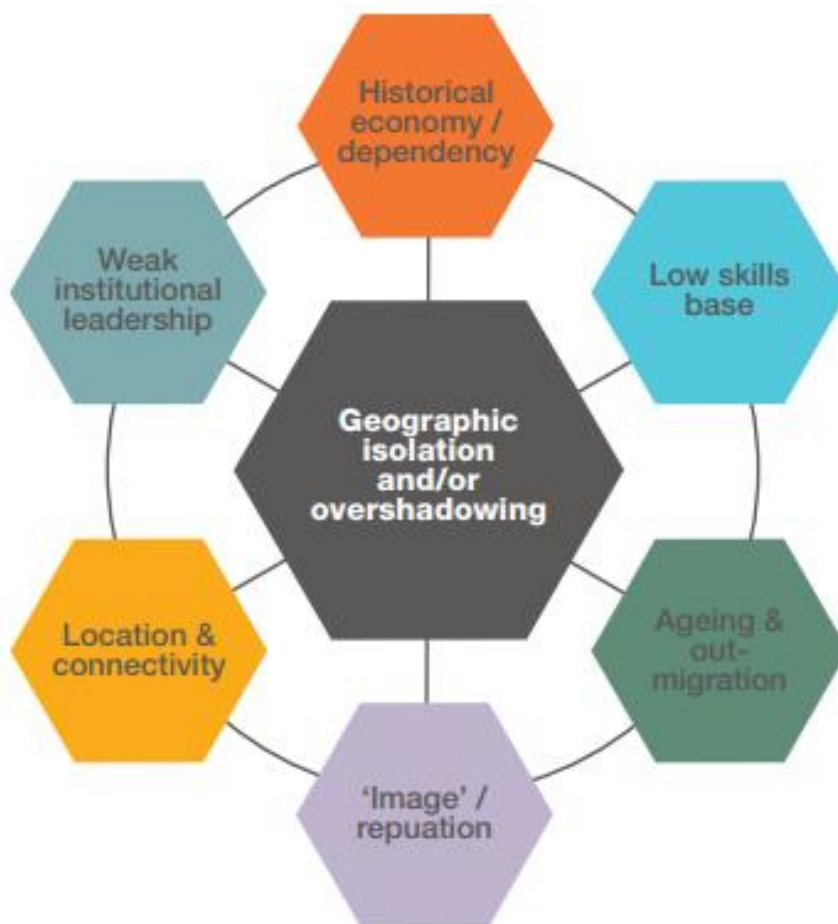 Historical
economy /
dependency
Weak
institutional
leadership
Low skills
base
Geographic
isolation
and/or
overshadowing
Location &
connectivity
Ageing &
out-
migration
‘Image’ /
repuation